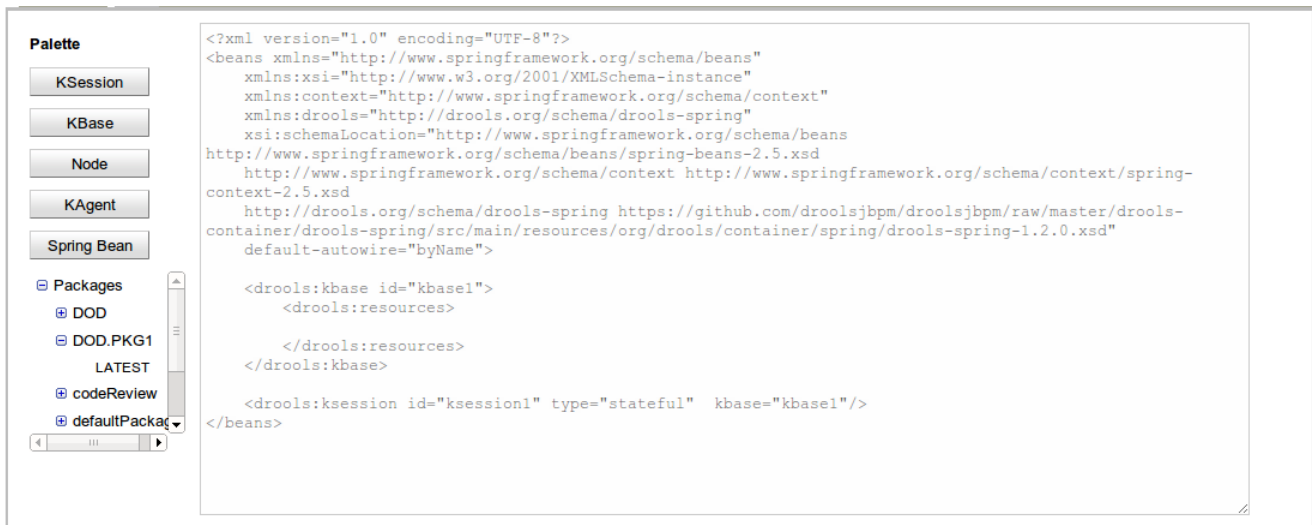 Palette
KSession
KBase
Node
KAgent
Spring Bean
Packages
DOD
DOD.PKG1
LATEST
codeReview
defaultPackag
<?xml version="1.0" encoding="UTF-8"?>
<beans xmlns="http://www.springframework.org/schema/beans"
    xmlns:xsi="http://www.w3.org/2001/XMLSchema-instance"
    xmlns:context="http://www.springframework.org/schema/context"
    xmlns:drools="http://drools.org/schema/drools-spring"
    xsi:schemaLocation="http://www.springframework.org/schema/beans
http://www.springframework.org/schema/beans/spring-beans-2.5.xsd
    http://www.springframework.org/schema/context http://www.springframework.org/schema/context/spring-
context-2.5.xsd
    http://drools.org/schema/drools-spring https://github.com/droolsjbpm/droolsjbpm/raw/master/drools-
container/drools-spring/src/main/resources/org/drools/container/spring/drools-spring-1.2.0.xsd"
    default-autowire="byName">
    <drools:kbase id="kbase1">
        <drools:resources>
        </drools:resources>
    </drools:kbase>
    <drools:ksession id="ksession1" type="stateful"  kbase="kbase1"/>
</beans>